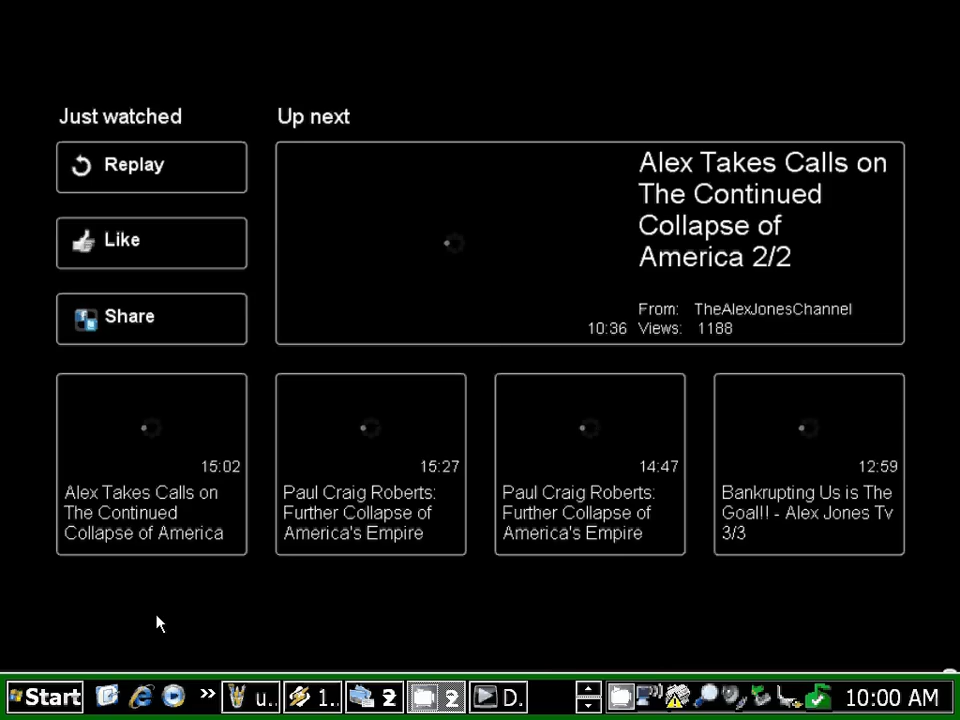 Just watched
Up next
Replay
Like
Share
Alex Takes Calls on
The Continued
Collapse of
America 2/2
From: TheAlexJonesChannel
10:36 Views: 1188
15:02
Alex Takes Calls on
The Continued
Collapse of America
15:27
Paul Craig Roberts:
Further Collapse of
America's Empire
14:47
Paul Craig Roberts:
Further Collapse of
America's Empire
12:59
Bankrupting Us is The
Goal!! - Alex Jones Tv
3/3
Start » u.. 1.. 2 2 D. 10:00 AM